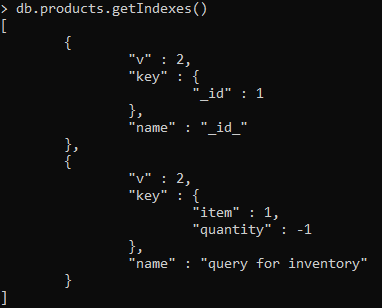 > db.products.getIndexes()
[
        {
                "v" : 2,
                "key" : {
                        "_id" : 1
                },
                "name" : "_id_"
        },
        {
                "v" : 2,
                "key" : {
                        "item" : 1,
                        "quantity" : -1
                },
                "name" : "query for inventory"
        }
]